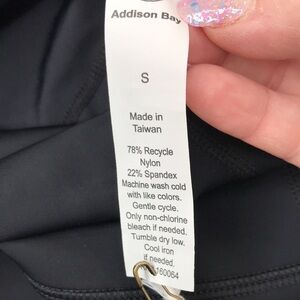 Addison Bay
S
Made in
Taiwan
78% Recycle
Nylon
22% Spandex
Machine wash cold
with like colors.
Gentle cycle.
Only non-chlorine
bleach if needed.
Tumble dry low.
Cool iron
if needed.
160064